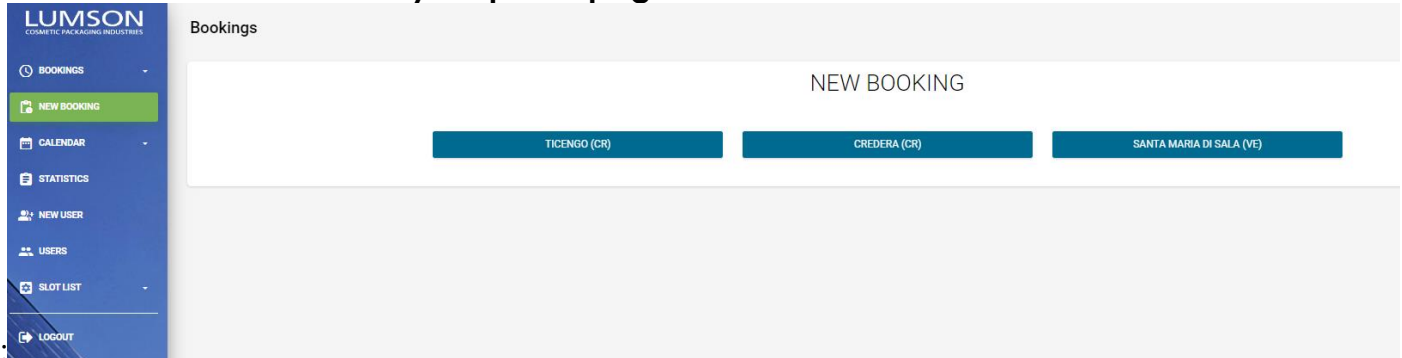 LUMSON
COSMETIC PACKAGING INDUSTRIES
BOOKINGS
NEW BOOKING
CALENDAR
STATISTICS
NEW USER
USERS
SLOT LIST
LOGOUT
Bookings
NEW BOOKING
TICENGO (CR)
CREDERA (CR)
SANTA MARIA DI SALA (VE)